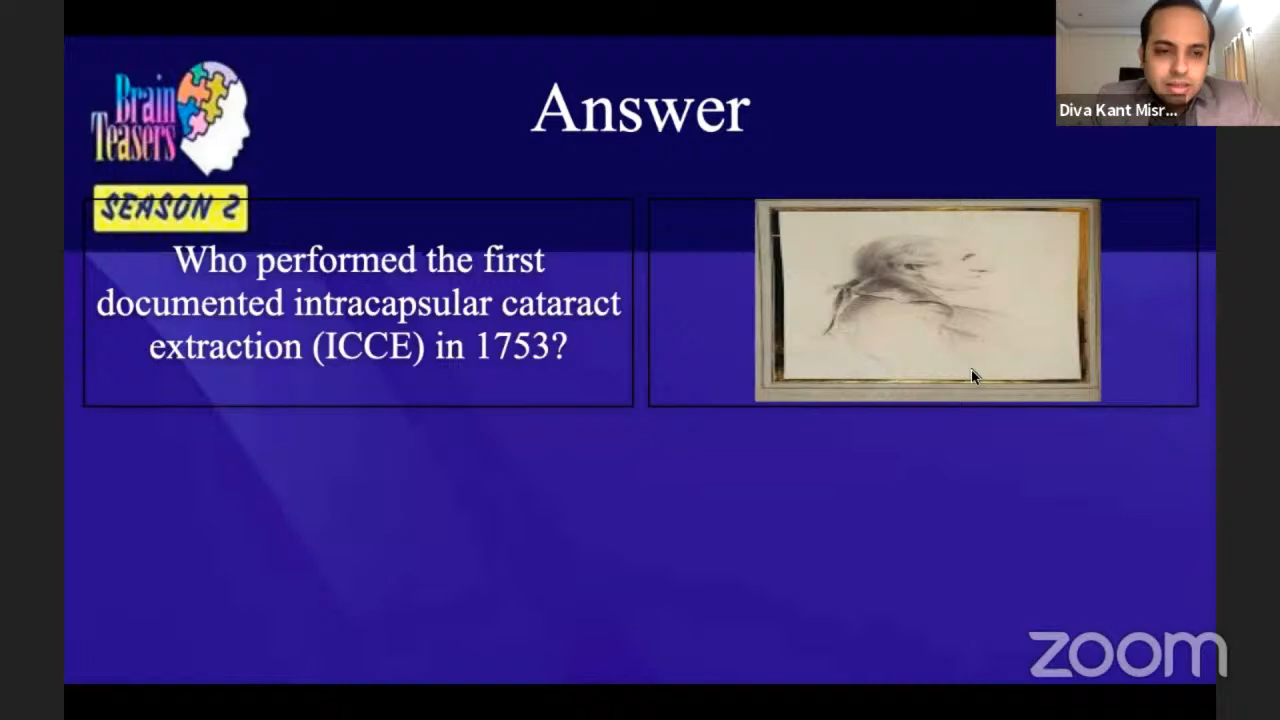 Brain
Teasers
SEASON 2
Answer
Diva Kant Misr...
Who performed the first
documented intracapsular cataract
extraction (ICCE) in 1753?
zoom